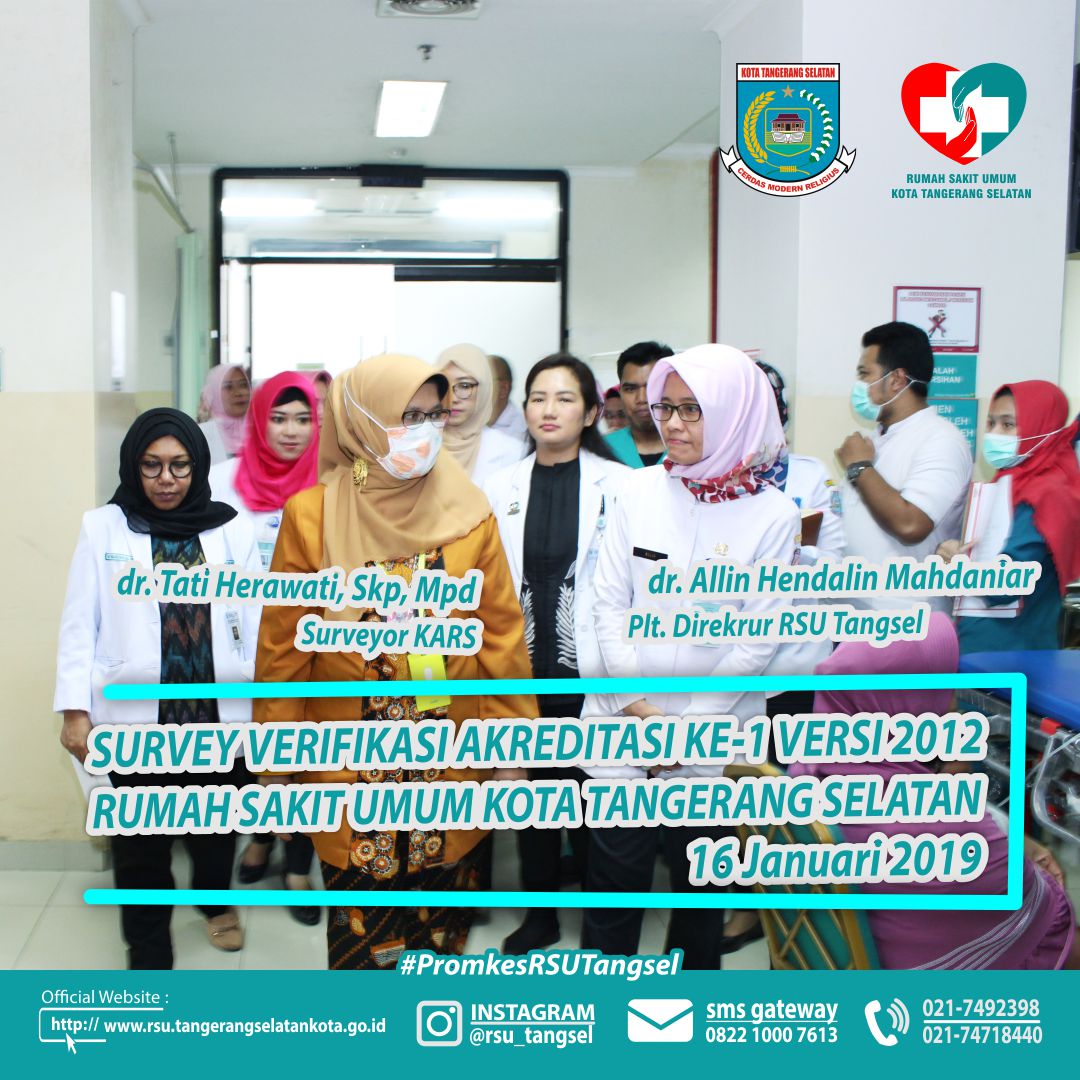 KOTA TANGERANG SELATAN
CERDAS MODERN RELIGIUS
RUMAH SAKIT UMUM
KOTA TANGERANG SELATAN
dr. Tati Herawati, Skp, Mpd
Surveyor KARS
dr. Allin Hendalin Mahdaniar
Plt. Direkrur RSU Tangsel
SURVEY VERIFIKASI AKREDITASI KE-1 VERSI 2012
RUMAH SAKIT UMUM KOTA TANGERANG SELATAN
16 Januari 2019
#PromkesRSUTangsel
Official Website :
http:// www.rsu.tangerangselatankota.go.id
INSTAGRAM
@rsu_tangsel
sms gateway
0822 1000 7613
021-7492398
021-74718440